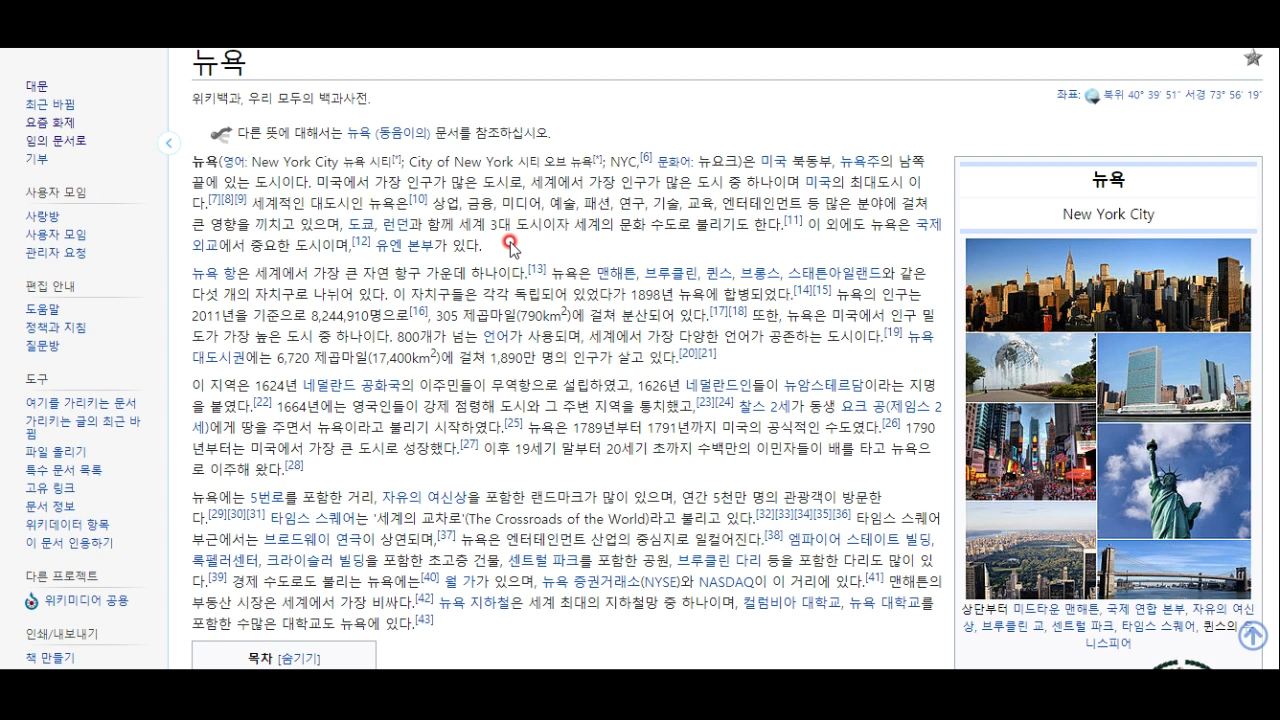 뉴욕
위키백과, 우리 모두의 백과사전.
좌표: 북위 40° 39′ 51″ 서경 73° 56′ 19″
대문
최근 바뀜
요즘 화제
임의 문서로
기부
사용자 모임
사랑방
사용자 모임
관리자 요청
편집 안내
도움말
정책과 지침
질문방
도구
여기를 가리키는 문서
가리키는 글의 최근 바
뀜
파일 올리기
특수 문서 목록
고유 링크
문서 정보
위키데이터 항목
이 문서 인용하기
다른 프로젝트
위키미디어 공용
인쇄/내보내기
책 만들기
다른 뜻에 대해서는 뉴욕 (동음이의) 문서를 참조하십시오.
뉴욕(영어: New York City 뉴욕 시티[*]; City of New York 시티 오브 뉴욕[*]; NYC,[6] 문화어: 뉴요크)은 미국 북동부, 뉴욕주의 남쪽
끝에 있는 도시이다. 미국에서 가장 인구가 많은 도시로, 세계에서 가장 인구가 많은 도시 중 하나이며 미국의 최대도시 이
다.[7][8][9] 세계적인 대도시인 뉴욕은[10] 상업, 금융, 미디어, 예술, 패션, 연구, 기술, 교육, 엔터테인먼트 등 많은 분야에 걸쳐
큰 영향을 끼치고 있으며, 도쿄, 런던과 함께 세계 3대 도시이자 세계의 문화 수도로 불리기도 한다.[11] 이 외에도 뉴욕은 국제
외교에서 중요한 도시이며,[12] 유엔 본부가 있다.
뉴욕 항은 세계에서 가장 큰 자연 항구 가운데 하나이다.[13] 뉴욕은 맨해튼, 브루클린, 퀸스, 브롱스, 스태튼아일랜드와 같은
다섯 개의 자치구로 나뉘어 있다. 이 자치구들은 각각 독립되어 있었다가 1898년 뉴욕에 합병되었다.[14][15] 뉴욕의 인구는
2011년을 기준으로 8,244,910명으로[16], 305 제곱마일(790km2)에 걸쳐 분산되어 있다.[17][18] 또한, 뉴욕은 미국에서 인구 밀
도가 가장 높은 도시 중 하나이다. 800개가 넘는 언어가 사용되며, 세계에서 가장 다양한 언어가 공존하는 도시이다.[19] 뉴욕
대도시권에는 6,720 제곱마일(17,400km2)에 걸쳐 1,890만 명의 인구가 살고 있다.[20][21]
이 지역은 1624년 네덜란드 공화국의 이주민들이 무역항으로 설립하였고, 1626년 네덜란드인들이 뉴암스테르담이라는 지명
을 붙였다.[22] 1664년에는 영국인들이 강제 점령해 도시와 그 주변 지역을 통치했고,[23][24] 찰스 2세가 동생 요크 공(제임스 2
세)에게 땅을 주면서 뉴욕이라고 불리기 시작하였다.[25] 뉴욕은 1789년부터 1791년까지 미국의 공식적인 수도였다.[26] 1790
년부터는 미국에서 가장 큰 도시로 성장했다.[27] 이후 19세기 말부터 20세기 초까지 수백만의 이민자들이 배를 타고 뉴욕으
로 이주해 왔다.[28]
뉴욕에는 5번로를 포함한 거리, 자유의 여신상을 포함한 랜드마크가 많이 있으며, 연간 5천만 명의 관광객이 방문한
다.[29][30][31] 타임스 스퀘어는 '세계의 교차로'(The Crossroads of the World)라고 불리고 있다.[32][33][34][35][36] 타임스 스퀘어
부근에서는 브로드웨이 연극이 상연되며,[37] 뉴욕은 엔터테인먼트 산업의 중심지로 일컬어진다.[38] 엠파이어 스테이트 빌딩,
록펠러센터, 크라이슬러 빌딩을 포함한 초고층 건물, 센트럴 파크를 포함한 공원, 브루클린 다리 등을 포함한 다리도 많이 있
다.[39] 경제 수도로도 불리는 뉴욕에는[40] 월 가가 있으며, 뉴욕 증권거래소(NYSE)와 NASDAQ이 이 거리에 있다.[41] 맨해튼의
부동산 시장은 세계에서 가장 비싸다.[42] 뉴욕 지하철은 세계 최대의 지하철망 중 하나이며, 컬럼비아 대학교, 뉴욕 대학교를
포함한 수많은 대학교도 뉴욕에 있다.[43]
목차 [숨기기]
뉴욕
New York City
상단부터 미드타운 맨해튼, 국제 연합 본부, 자유의 여신
상, 브루클린 교, 센트럴 파크, 타임스 스퀘어, 퀸스의
니스피어